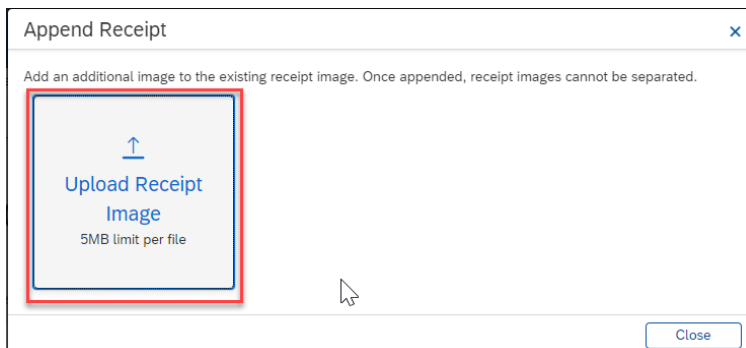 Append Receipt
Add an additional image to the existing receipt image. Once appended, receipt images cannot be separated.
Upload Receipt
Image
5MB limit per file
Close